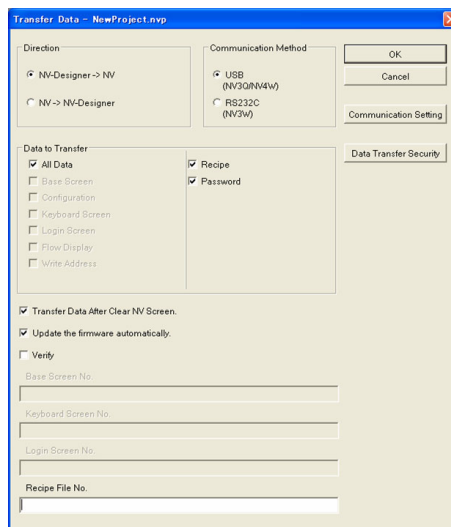 Transfer Data - NewProject.nvp
Direction
NV-Designer -> NV
NV -> NV-Designer
Communication Method
USB
(NV3Q/NV4W)
RS232C
(NV3W)
OK
Cancel
Communication Setting
Data Transfer Security
Data to Transfer
All Data
Base Screen
Configuration
Keyboard Screen
Login Screen
Flow Display
Write Address
Recipe
Password
Transfer Data After Clear NV Screen.
Update the firmware automatically.
Verify
Base Screen No.
Keyboard Screen No.
Login Screen No.
Recipe File No.